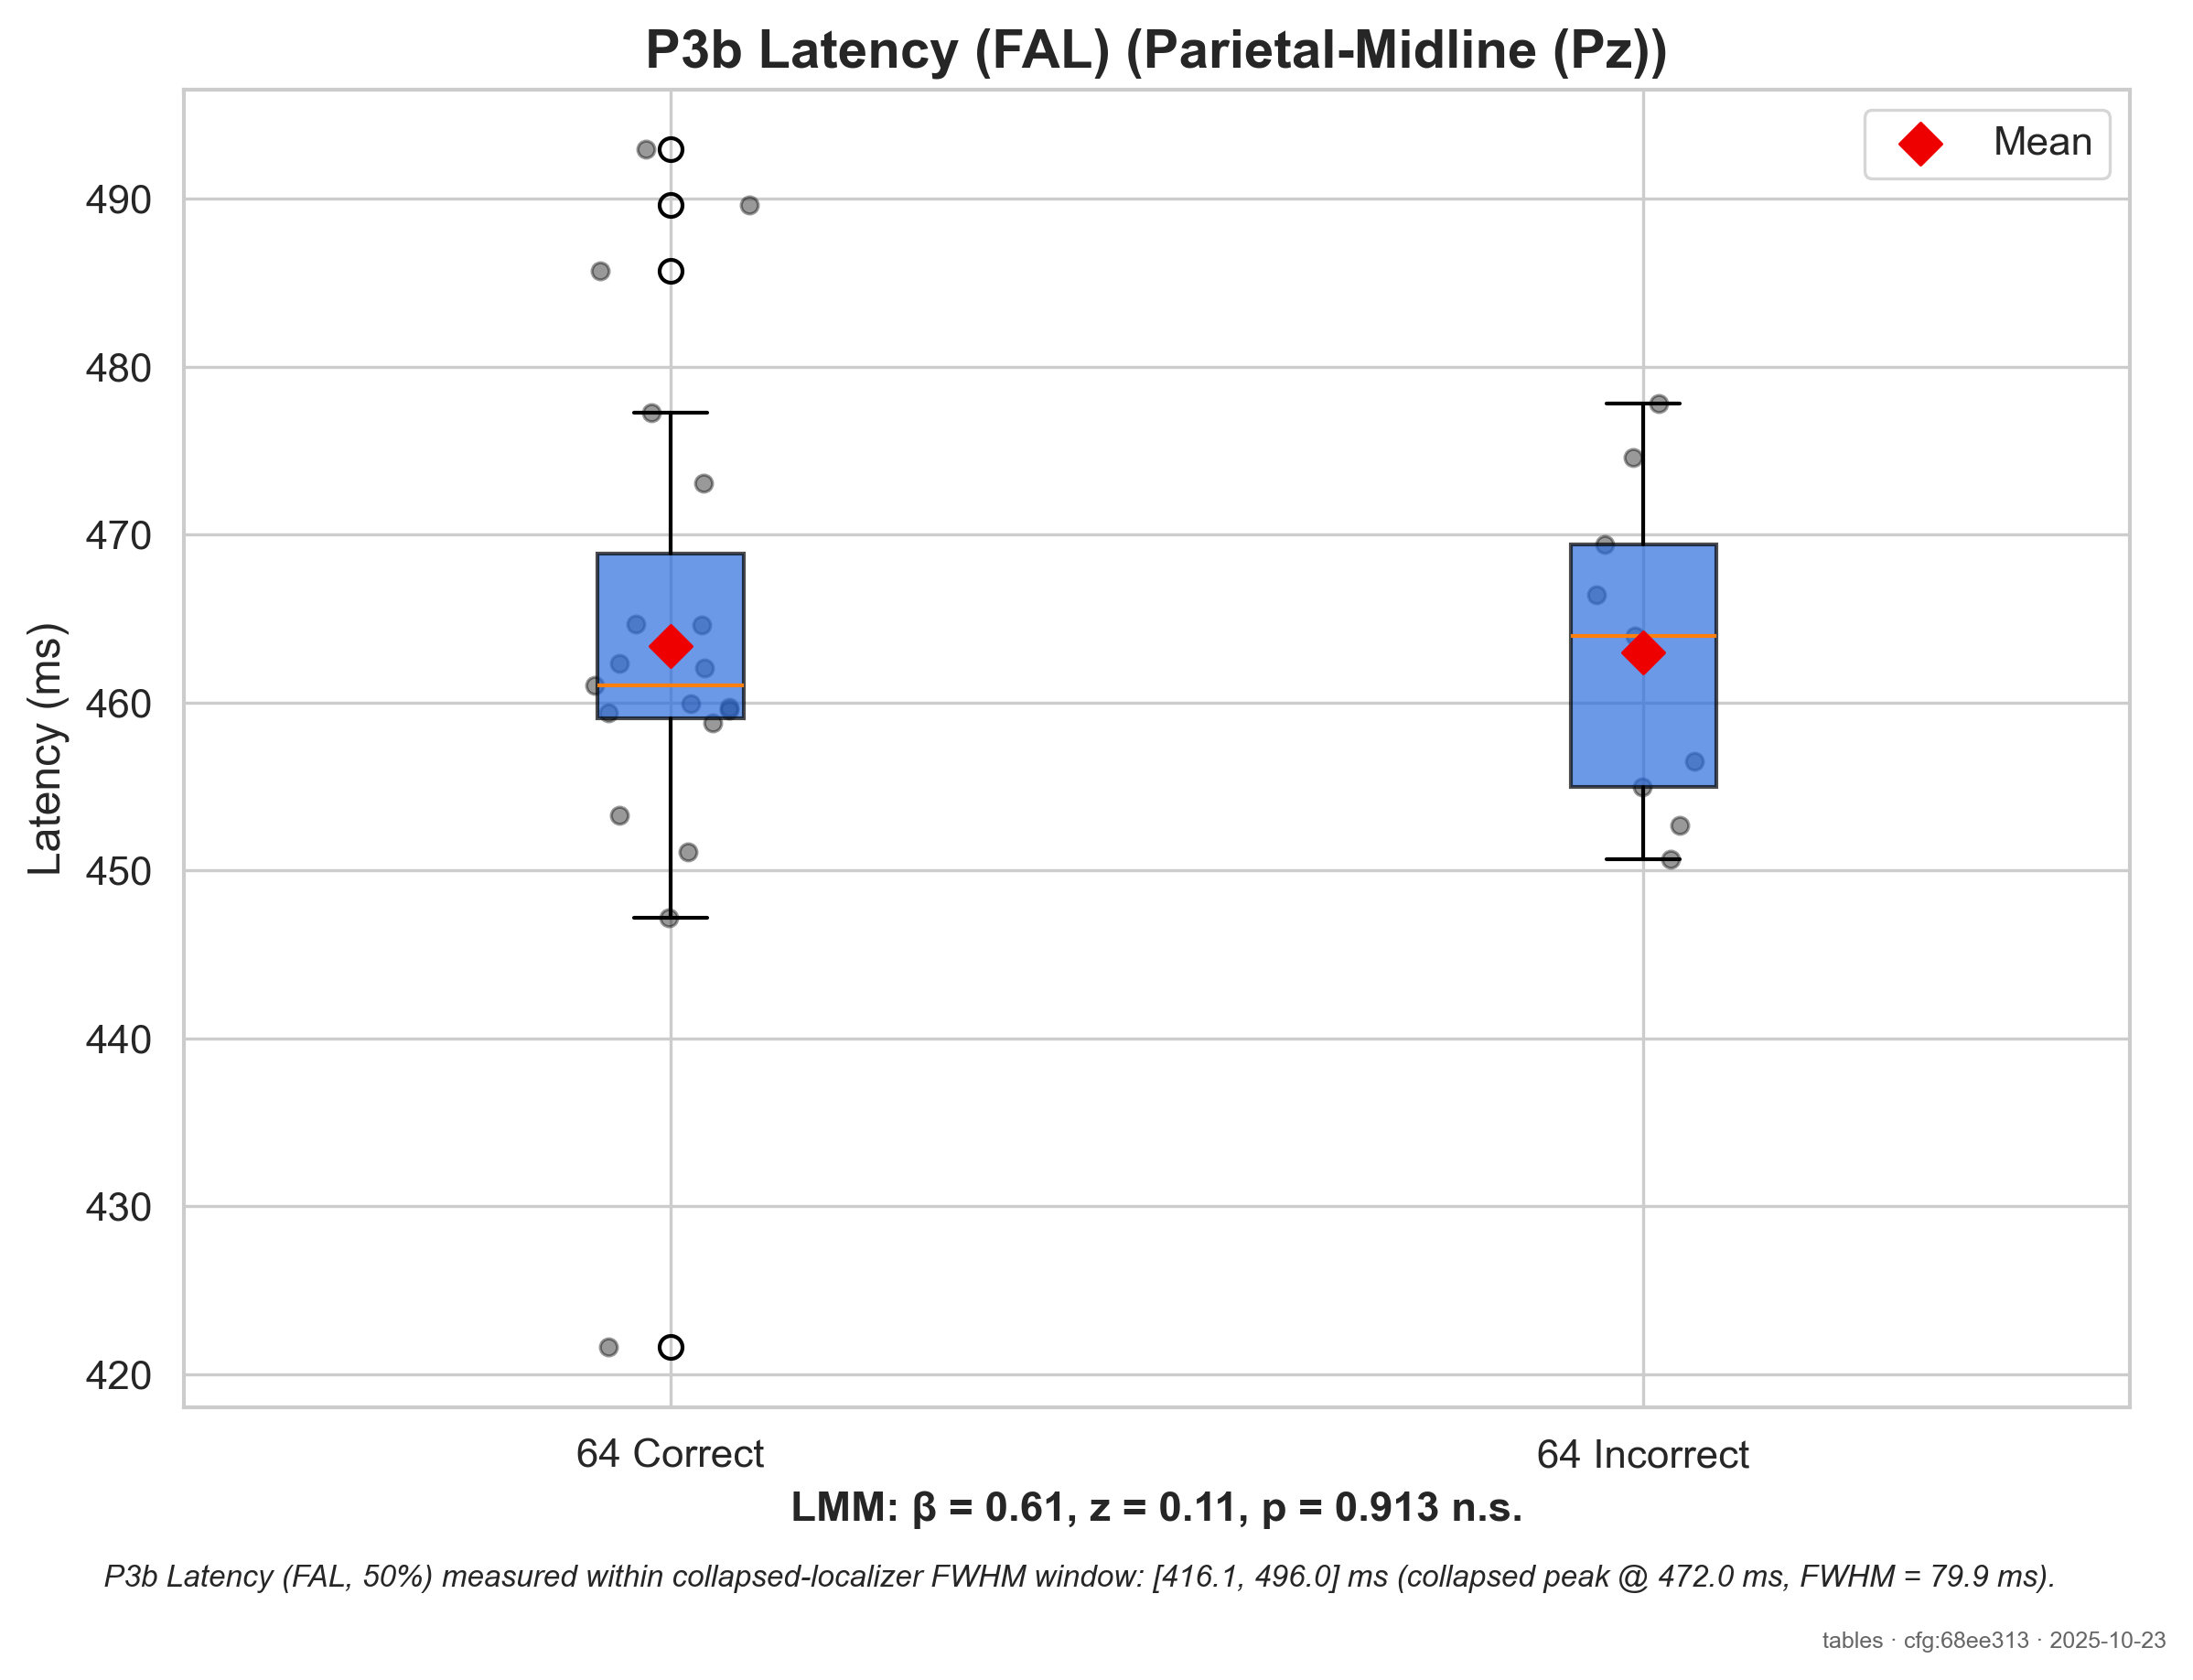 P3b Latency (FAL) (Parietal-Midline (Pz))
Mean
Latency (ms)
490
480
470
460
450
440
430
420
64 Correct
64 Incorrect
LMM: β = 0.61, z = 0.11, p = 0.913 n.s.
P3b Latency (FAL, 50%) measured within collapsed-localizer FWHM window: [416.1, 496.0] ms (collapsed peak @ 472.0 ms, FWHM = 79.9 ms).
tables · cfg:68ee313 · 2025-10-23